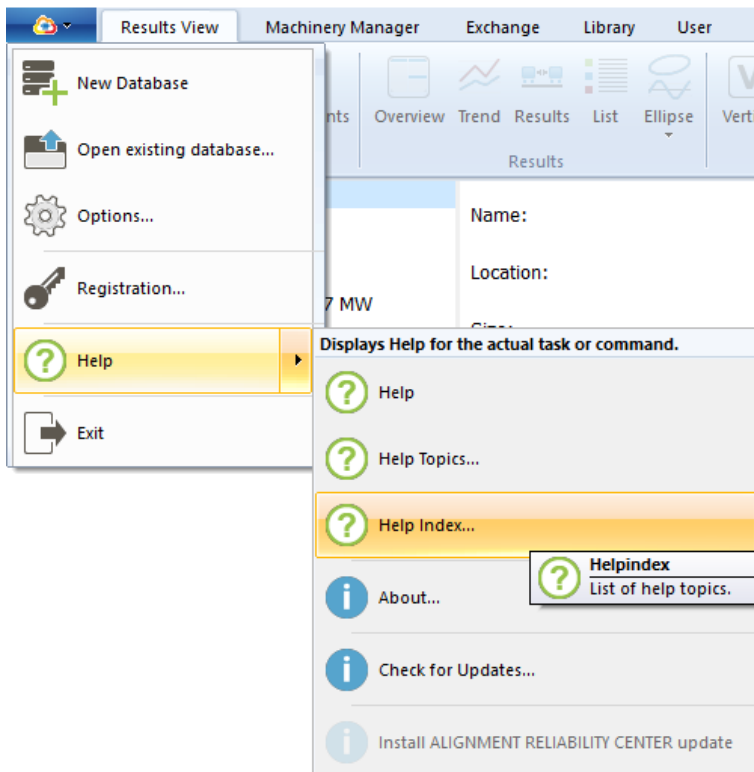 Results View Machinery Manager Exchange Library User
New Database
Overview Trend Results List Ellipse
Open existing database...
Results
Options...
Name:
Location:
Registration...
7 MW
Displays Help for the actual task or command.
Help
Help
Exit
Help Topics...
Help Index...
Helpindex
List of help topics.
About...
Check for Updates...
Install ALIGNMENT RELIABILITY CENTER update